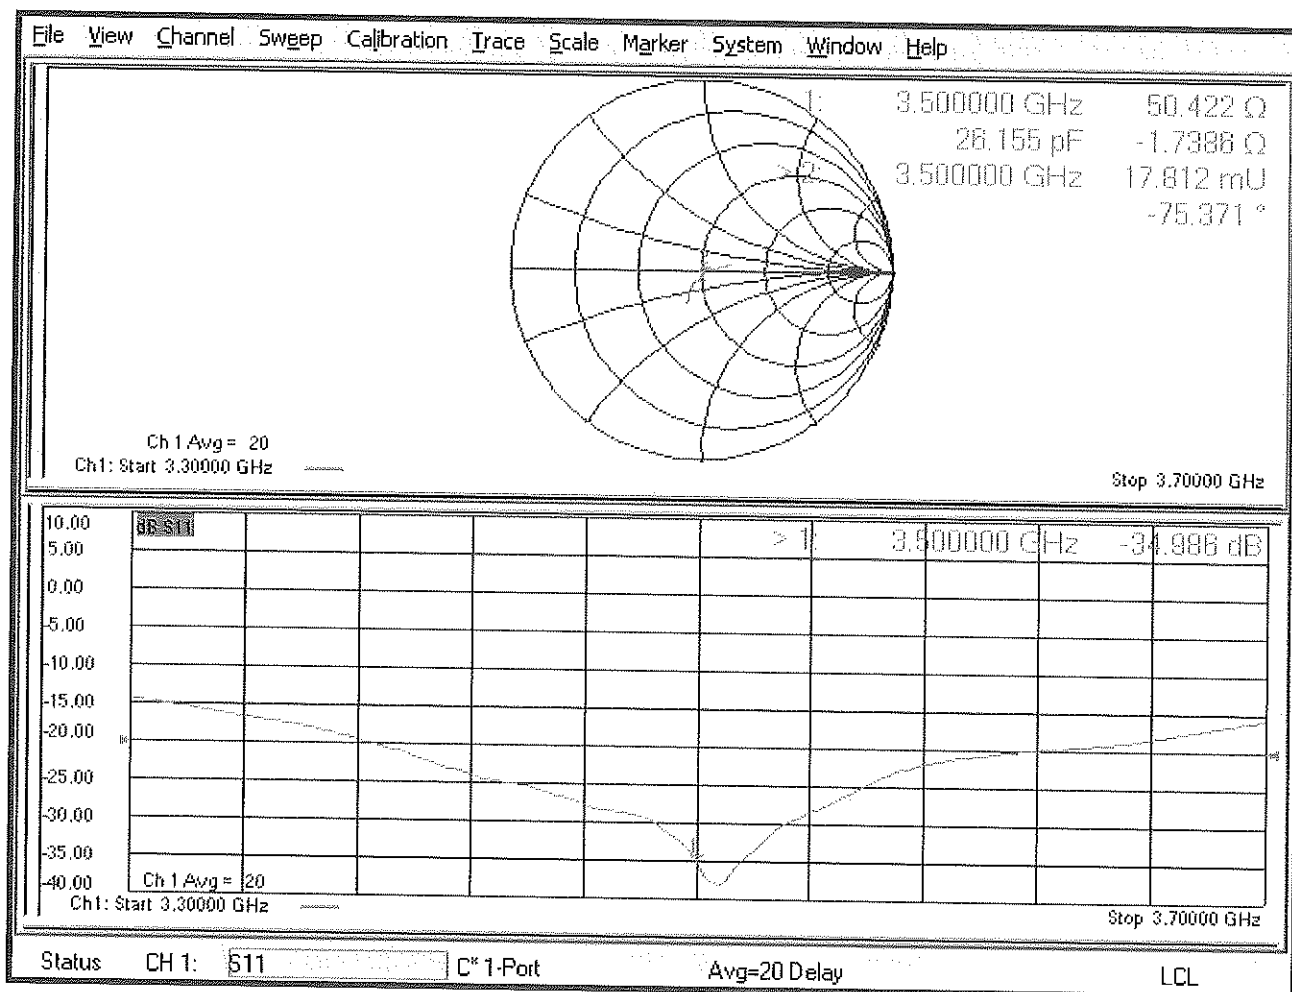 File View Channel Sweep Calibration Trace Scale Marker System Window Help
1: 3.500000 GHz 50.422 Ω
26.155 pF -1.7386 Ω
> 2: 3.500000 GHz 17.812 mU
-75.371 °
Ch 1 Avg = 20
Ch1: Start 3.30000 GHz
Stop 3.70000 GHz
10.00 dB S11
> 1: 3.500000 GHz -34.986 dB
5.00
0.00
-5.00
-10.00
-15.00
-20.00
-25.00
-30.00
-35.00
-40.00
Ch 1 Avg = 20
Ch1: Start 3.30000 GHz
Stop 3.70000 GHz
Status CH 1: S11 C* 1-Port Avg=20 Delay LCL